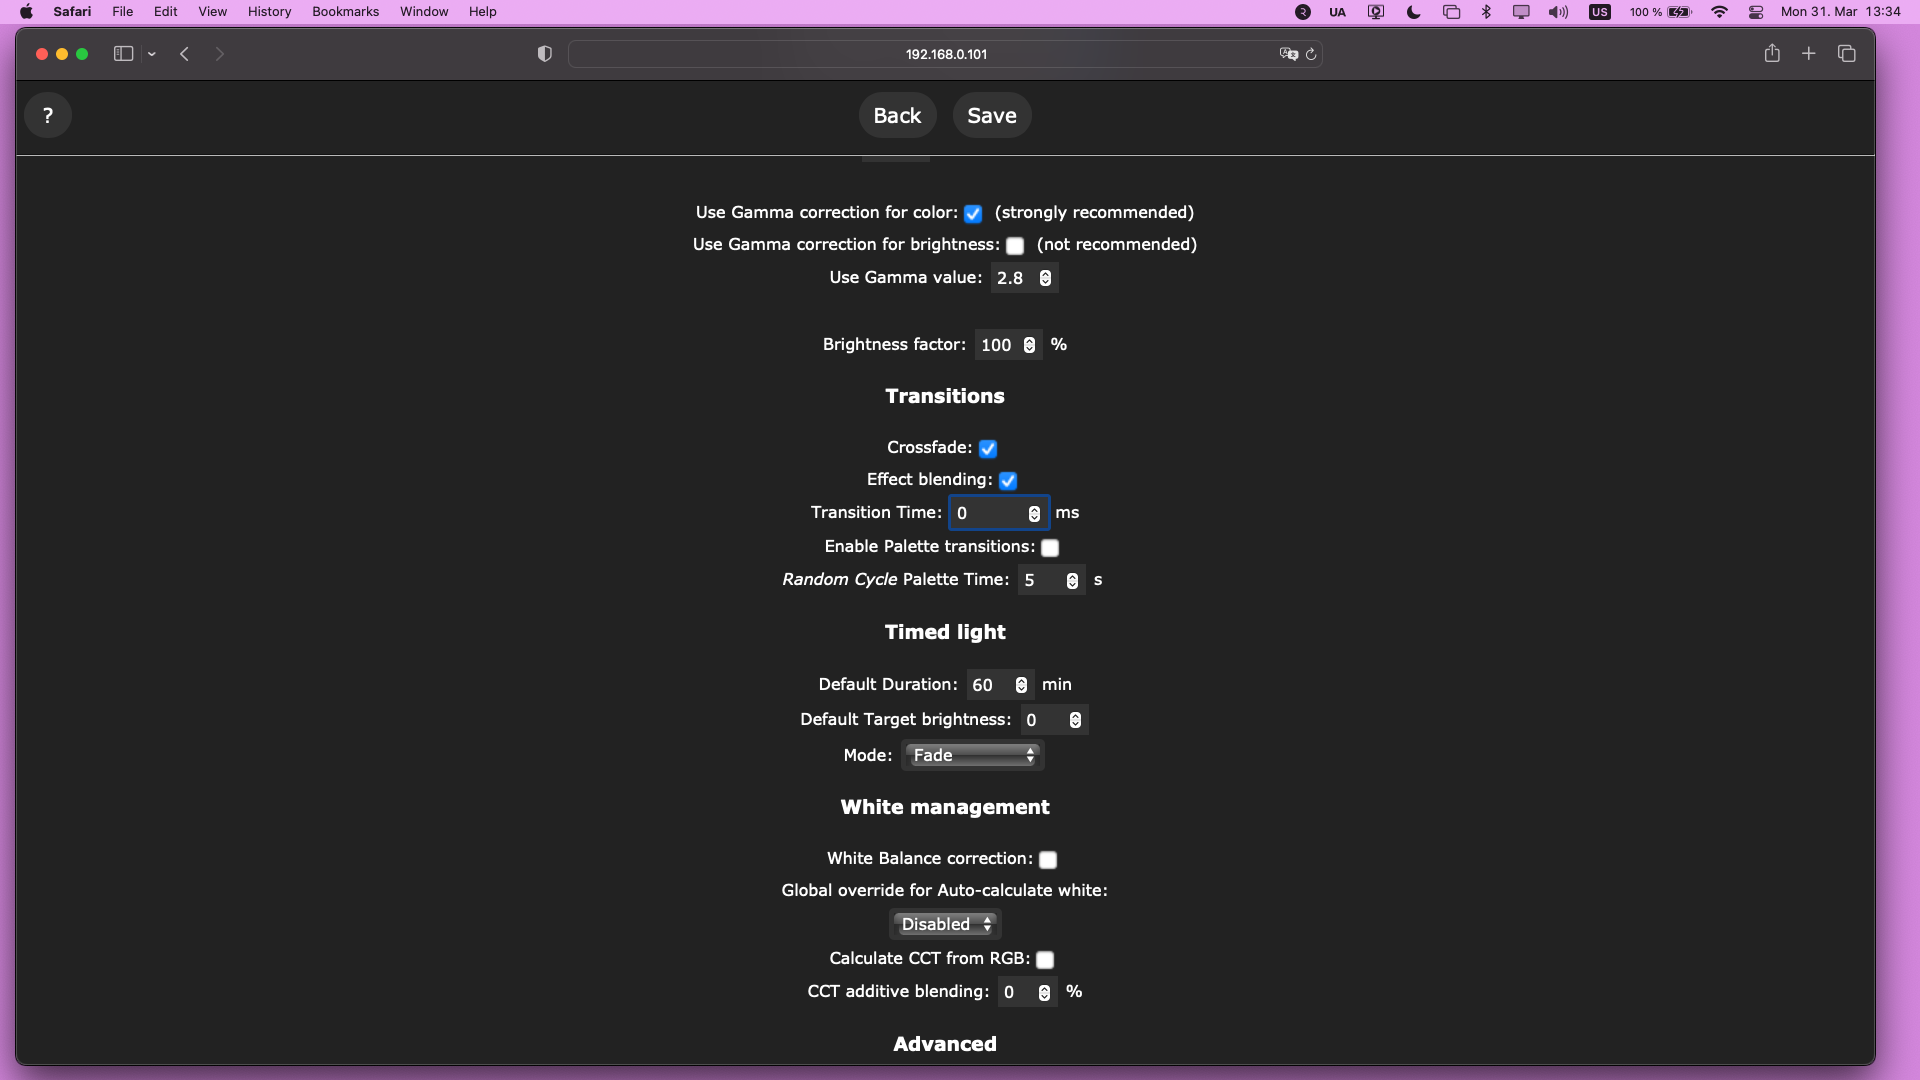 Safari File Edit View History Bookmarks Window Help UA US 100 % Mon 31. Mar 13:34
192.168.0.101
? Back Save
Use Gamma correction for color: (strongly recommended)
Use Gamma correction for brightness: (not recommended)
Use Gamma value: 2.8
Brightness factor: 100 %
Transitions
Crossfade:
Effect blending:
Transition Time: 0 ms
Enable Palette transitions:
Random Cycle Palette Time: 5 s
Timed light
Default Duration: 60 min
Default Target brightness: 0
Mode: Fade
White management
White Balance correction:
Global override for Auto-calculate white:
Disabled
Calculate CCT from RGB:
CCT additive blending: 0 %
Advanced